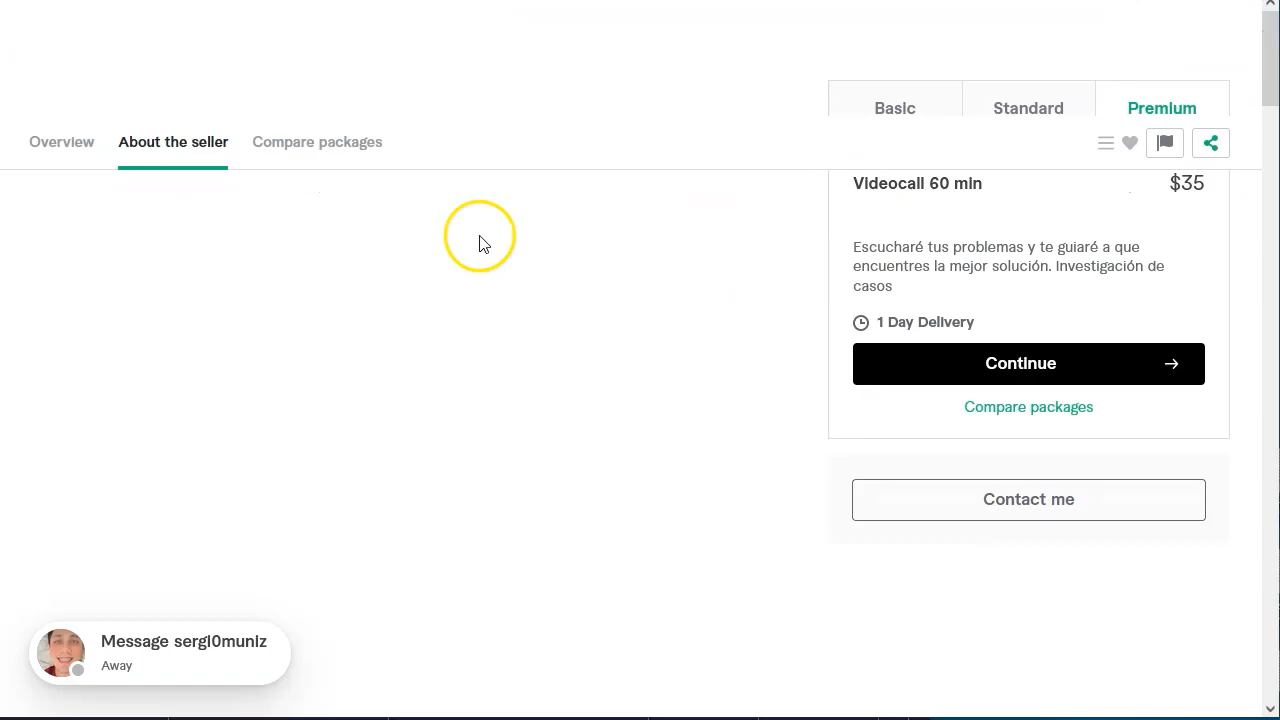 Basic Standard Premium
Overview About the seller Compare packages
Videocall 60 min $35
Escucharé tus problemas y te guiaré a que
encuentres la mejor solución. Investigación de
casos
1 Day Delivery
Continue
Compare packages
Contact me
Message serg10muniz
Away